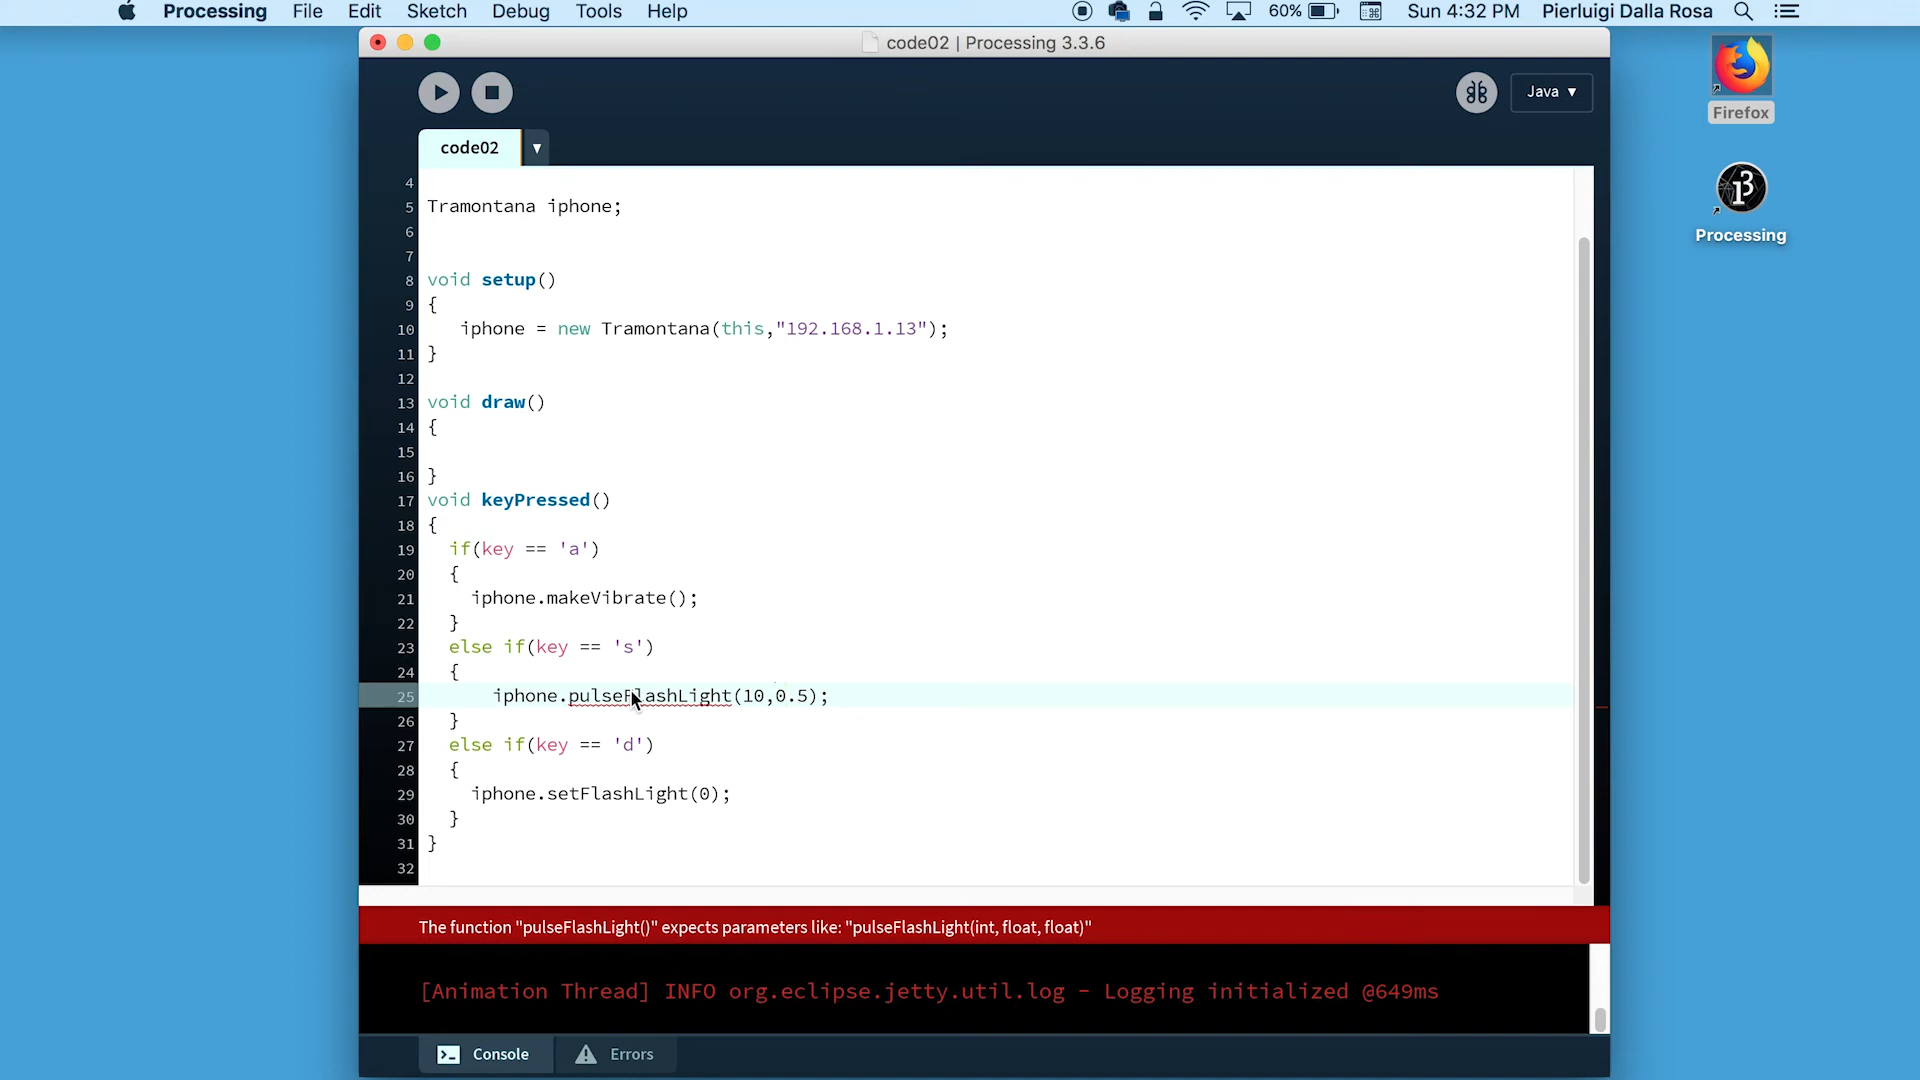 Processing File Edit Sketch Debug Tools Help 60% Sun 4:32 PM Pierluigi Dalla Rosa
code02 | Processing 3.3.6
Firefox
Java ▼
code02 ▼
Processing
4
5 Tramontana iphone;
6
7
8 void setup()
9 {
10 iphone = new Tramontana(this,"192.168.1.13");
11 }
12
13 void draw()
14 {
15
16 }
17 void keyPressed()
18 {
19 if(key == 'a')
20 {
21 iphone.makeVibrate();
22 }
23 else if(key == 's')
24 {
25 iphone.pulseFlashLight(10,0.5);
26 }
27 else if(key == 'd')
28 {
29 iphone.setFlashLight(0);
30 }
31 }
32
The function "pulseFlashLight()" expects parameters like: "pulseFlashLight(int, float, float)"
[Animation Thread] INFO org.eclipse.jetty.util.log - Logging initialized @649ms
Console Errors